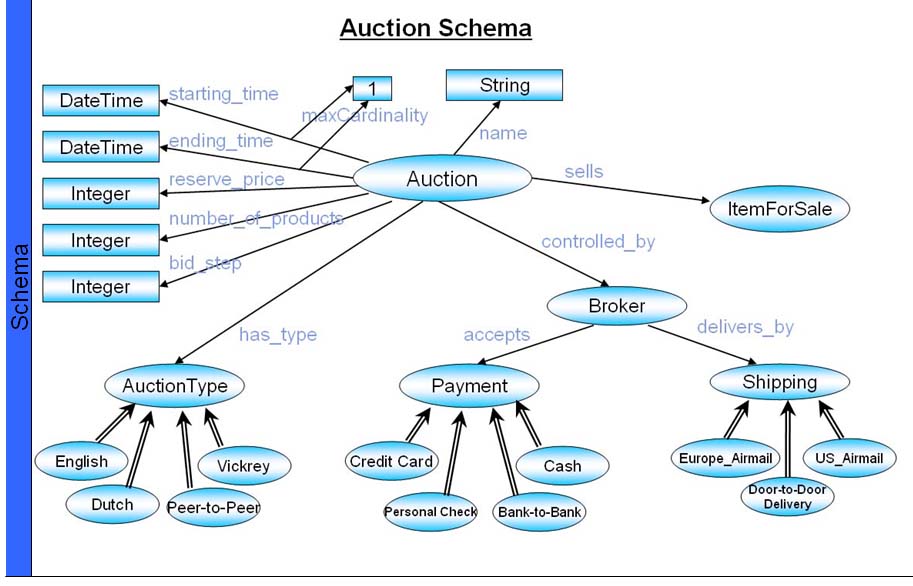 Auction Schema
Schema
DateTime
starting_time
1
String
maxCardinality
name
DateTime
ending_time
Integer
reserve_price
Auction
sells
ItemForSale
Integer
number_of_products
Integer
bid_step
controlled_by
Broker
has_type
accepts
delivers_by
AuctionType
Payment
Shipping
English
Vickrey
Dutch
Peer-to-Peer
Credit Card
Cash
Personal Check
Bank-to-Bank
Europe_Airmail
US_Airmail
Door-to-Door
Delivery